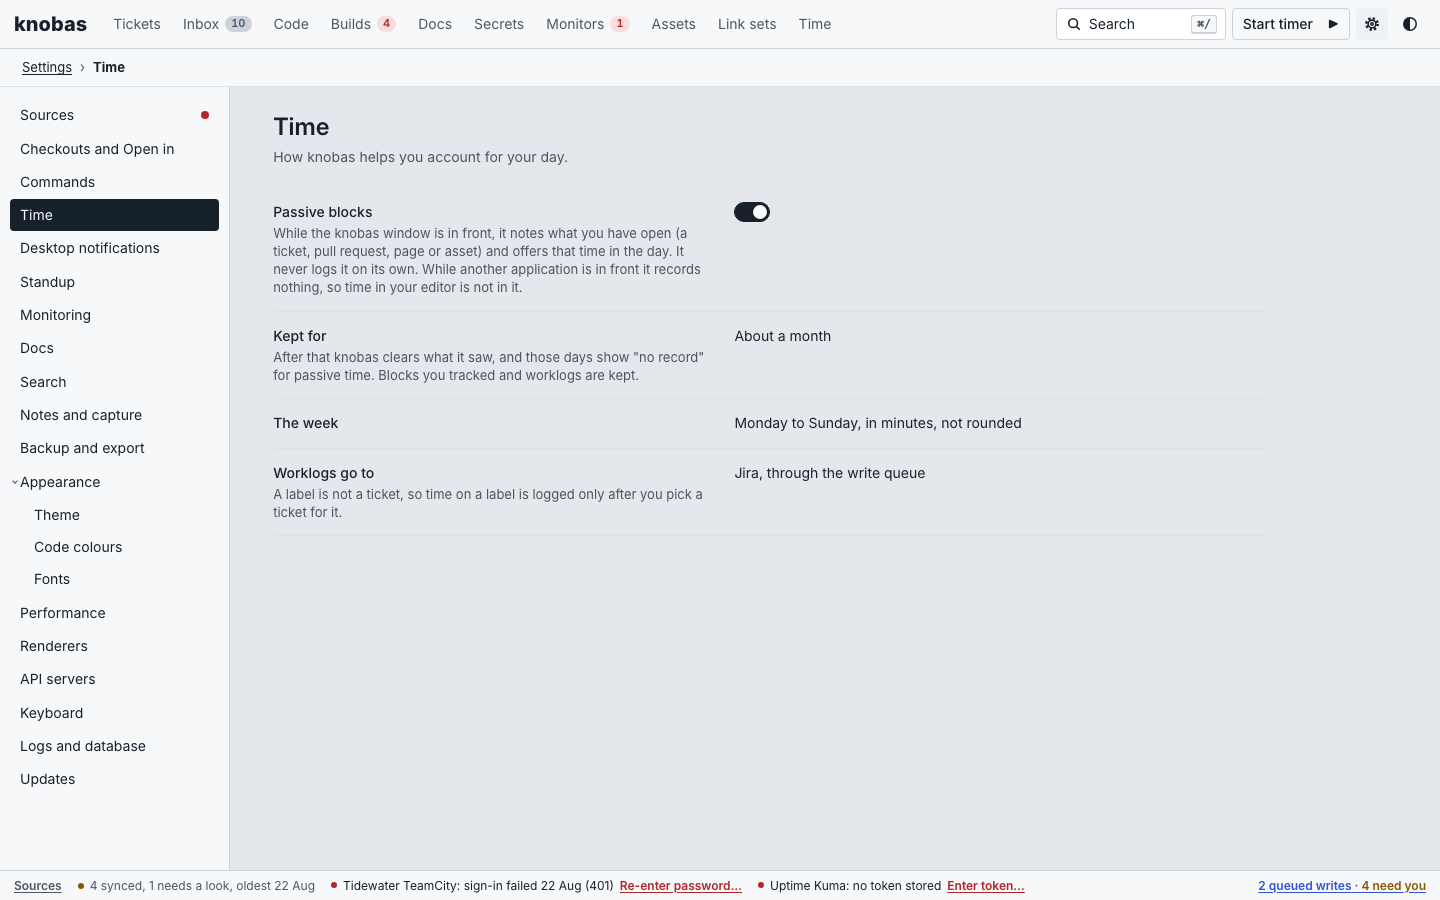 knobas
Tickets
Inbox 10
Code
Builds 4
Docs
Secrets
Monitors 1
Assets
Link sets
Time
Search ⌘/
Start timer
Settings › Time
Sources
Checkouts and Open in
Commands
Time
Desktop notifications
Standup
Monitoring
Docs
Search
Notes and capture
Backup and export
Appearance
Theme
Code colours
Fonts
Performance
Renderers
API servers
Keyboard
Logs and database
Updates
Time
How knobas helps you account for your day.
Passive blocks
While the knobas window is in front, it notes what you have open (a
ticket, pull request, page or asset) and offers that time in the day. It
never logs it on its own. While another application is in front it records
nothing, so time in your editor is not in it.
Kept for
About a month
After that knobas clears what it saw, and those days show "no record"
for passive time. Blocks you tracked and worklogs are kept.
The week
Monday to Sunday, in minutes, not rounded
Worklogs go to
Jira, through the write queue
A label is not a ticket, so time on a label is logged only after you pick a
ticket for it.
Sources
4 synced, 1 needs a look, oldest 22 Aug
Tidewater TeamCity: sign-in failed 22 Aug (401) Re-enter password...
Uptime Kuma: no token stored Enter token...
2 queued writes · 4 need you